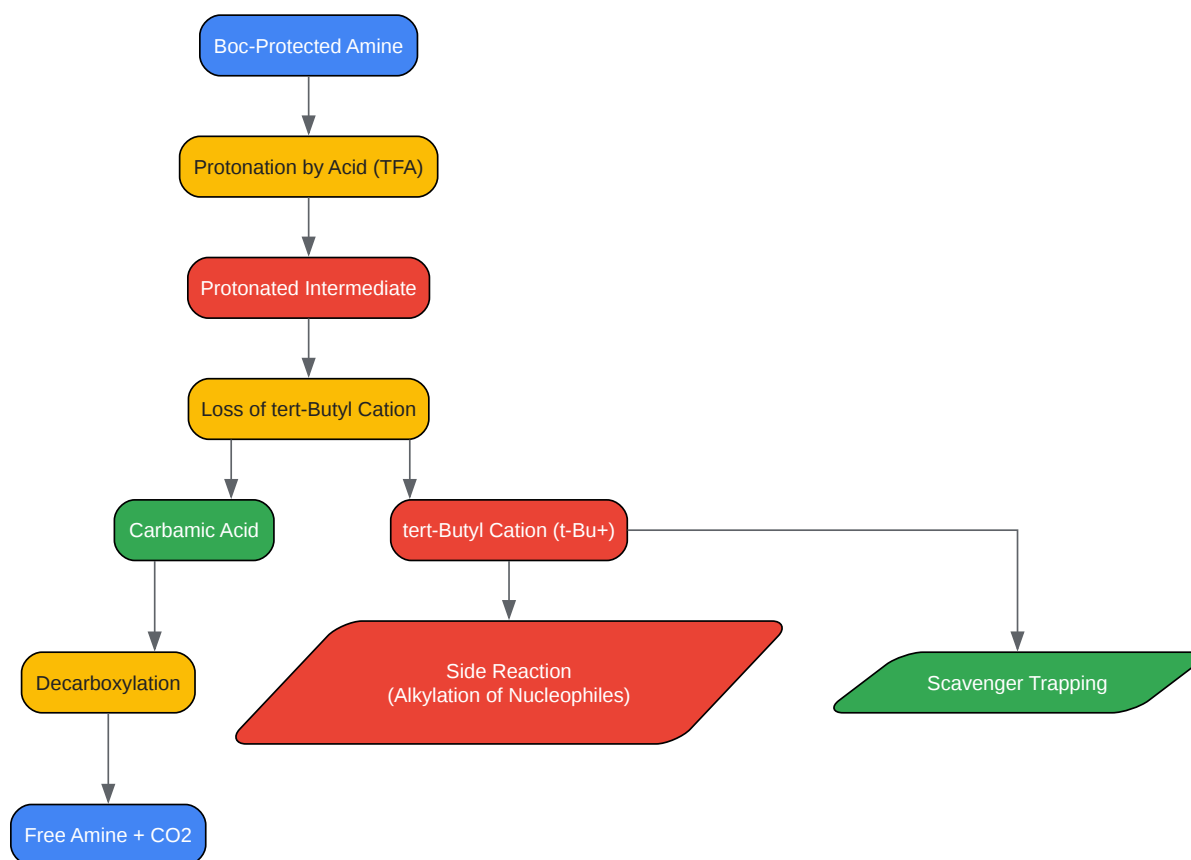 Boc-Protected Amine
Protonation by Acid (TFA)
Protonated Intermediate
Loss of tert-Butyl Cation
Carbamic Acid
tert-Butyl Cation (t-Bu+)
Side Reaction
(Alkylation of Nucleophiles)
Decarboxylation
Scavenger Trapping
Free Amine + CO2